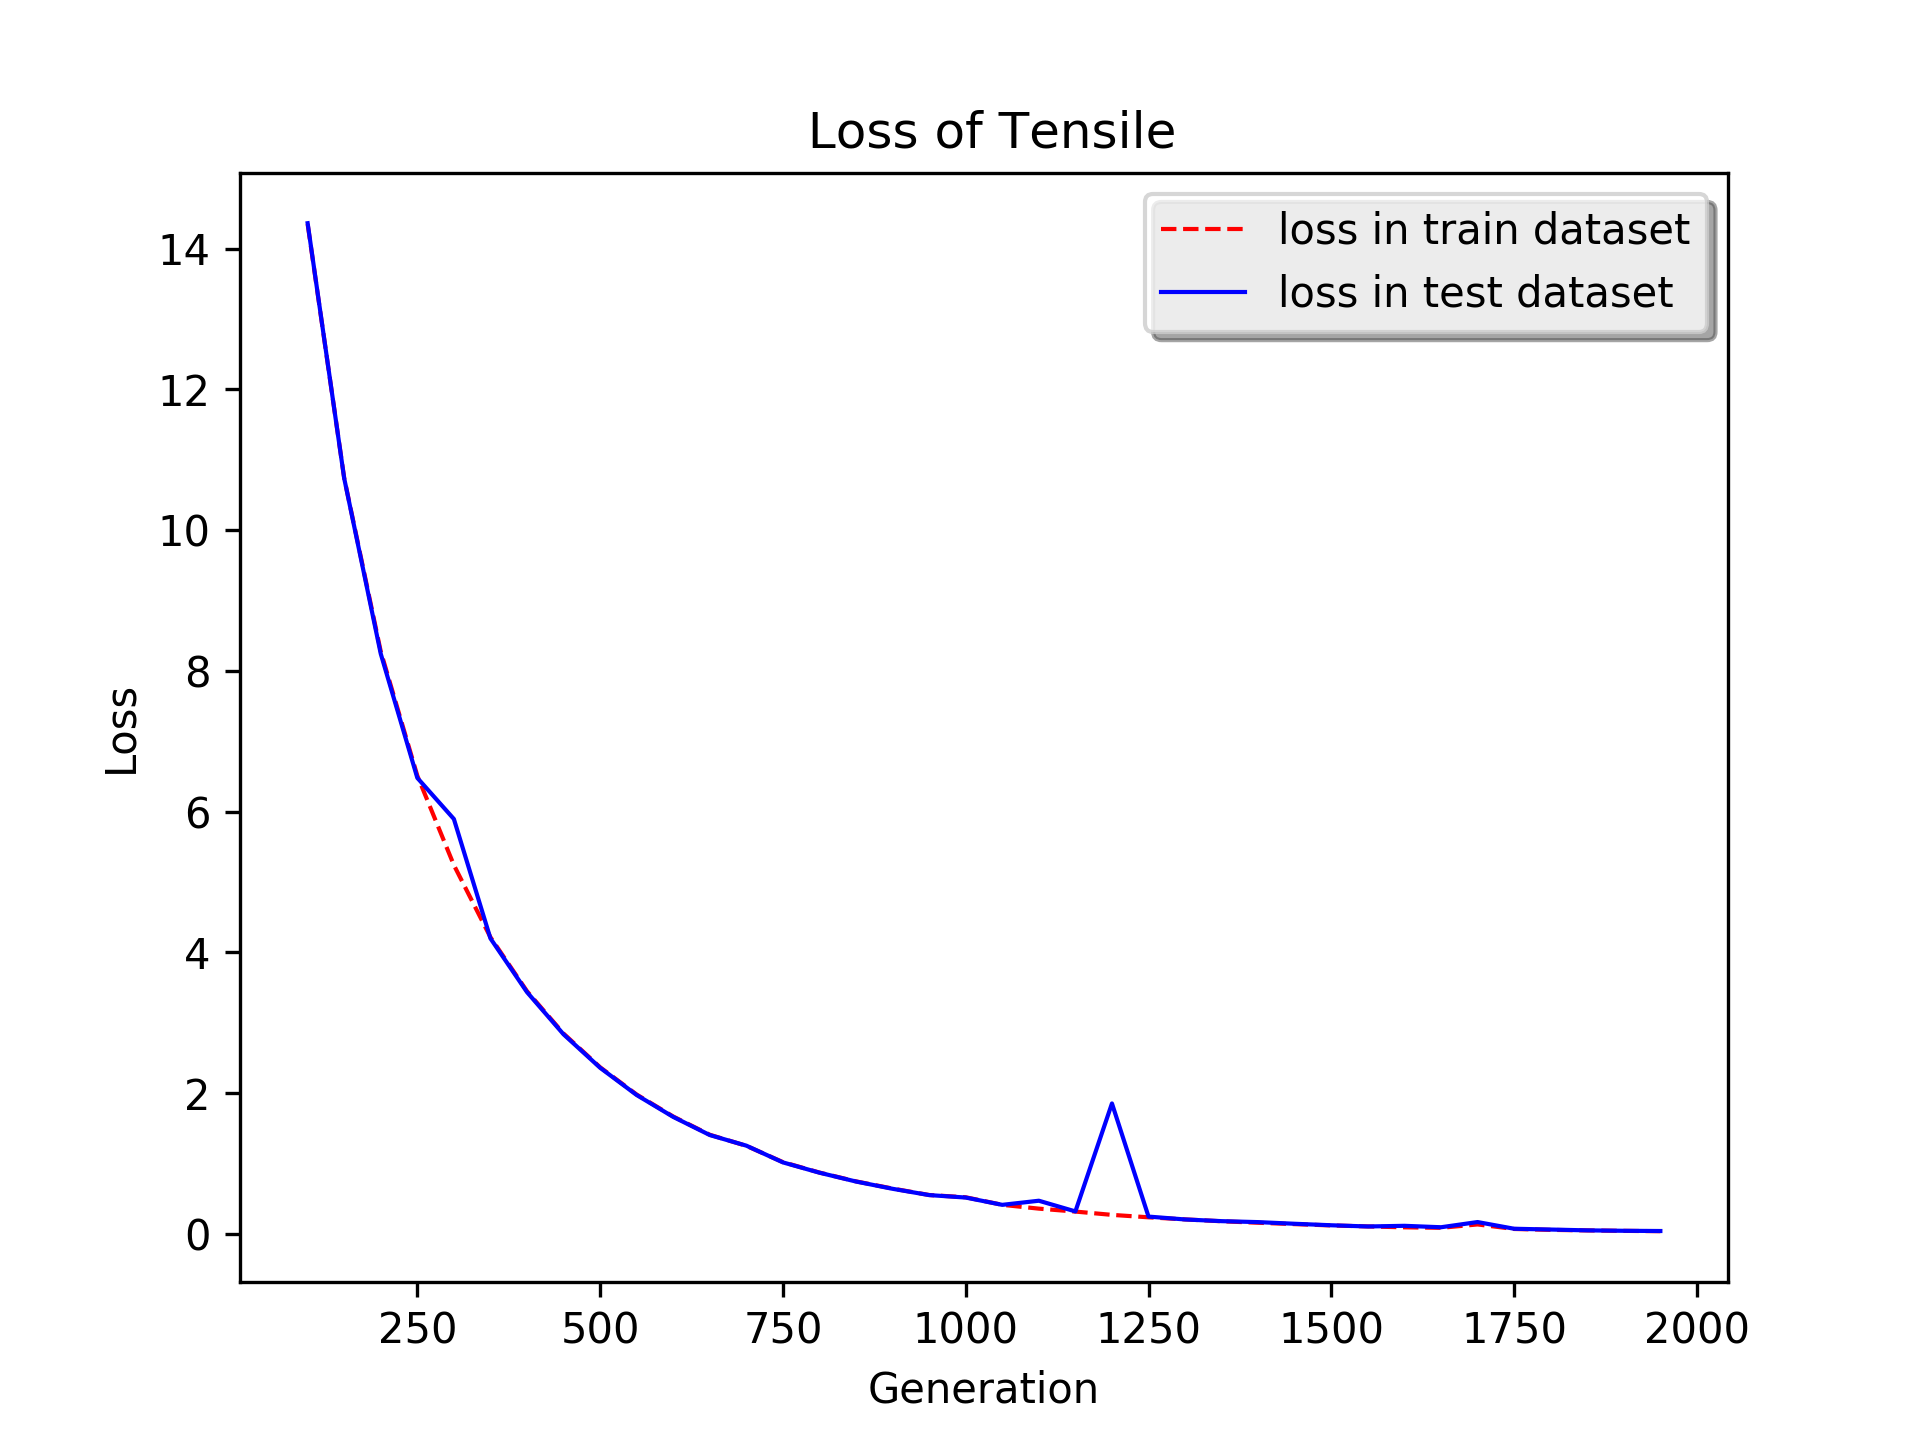 Loss of Tensile
loss in train dataset
loss in test dataset
14
12
10
8
6
4
2
0
Loss
250 500 750 1000 1250 1500 1750 2000
Generation